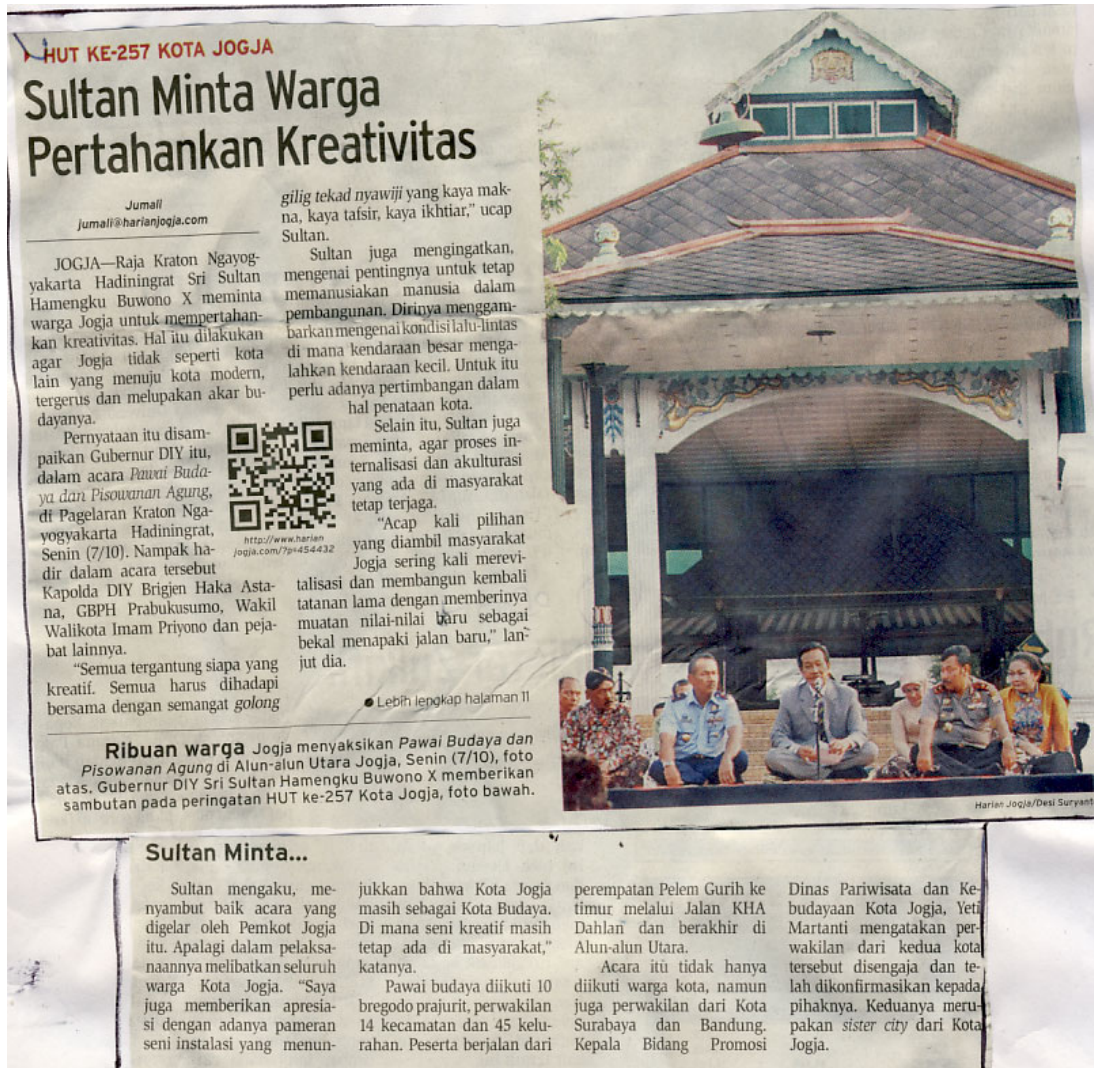 HUT KE-257 KOTA JOGJA
Sultan Minta Warga
Pertahankan Kreativitas
Jumali
jumali@harianjogja.com
JOGJA—Raja Kraton Ngayog-
yakarta Hadiningrat Sri Sultan
Hamengku Buwono X meminta
warga Jogja untuk mempertahan-
kan kreativitas. Hal itu dilakukan
agar Jogja tidak seperti kota
lain yang menuju kota modern,
tergerus dan melupakan akar bu-
dayanya.
Pernyataan itu disam-
paikan Gubernur DIY itu,
dalam acara Pawai Buda-
ya dan Pisowanan Agung,
di Pagelaran Kraton Nga-
yogyakarta Hadiningrat,
Senin (7/10). Nampak ha-
dir dalam acara tersebut
Kapolda DIY Brigjen Haka Asta-
na, GBPH Prabukusumo, Wakil
Walikota Imam Priyono dan peja-
bat lainnya.
“Semua tergantung siapa yang
kreatif. Semua harus dihadapi
bersama dengan semangat golong
gilig tekad nyawiji yang kaya mak-
na, kaya tafsir, kaya ikhtiar,” ucap
Sultan.
Sultan juga mengingatkan,
mengenai pentingnya untuk tetap
memanusiakan manusia dalam
pembangunan. Dirinya menggam-
barkan mengenai kondisi lalu-lintas
di mana kendaraan besar menga-
lahkan kendaraan kecil. Untuk itu
perlu adanya pertimbangan dalam
hal penataan kota.
Selain itu, Sultan juga
meminta, agar proses in-
ternalisasi dan akulturasi
yang ada di masyarakat
tetap terjaga.
“Acap kali pilihan
yang diambil masyarakat
Jogja sering kali merevi-
talisasi dan membangun kembali
tatanan lama dengan memberinya
muatan nilai-nilai baru sebagai
bekal menapaki jalan baru,” lan-
jut dia.
http://www.harian
jogja.com/?p=454432
● Lebih lengkap halaman 11
Ribuan warga Jogja menyaksikan Pawai Budaya dan
Pisowanan Agung di Alun-alun Utara Jogja, Senin (7/10), foto
atas. Gubernur DIY Sri Sultan Hamengku Buwono X memberikan
sambutan pada peringatan HUT ke-257 Kota Jogja, foto bawah.
Harian Jogja/Desi Suryant
Sultan Minta...
Sultan mengaku, me-
nyambut baik acara yang
digelar oleh Pemkot Jogja
itu. Apalagi dalam pelaksa-
naannya melibatkan seluruh
warga Kota Jogja. “Saya
juga memberikan apresia-
si dengan adanya pameran
seni instalasi yang menun-
jukkan bahwa Kota Jogja
masih sebagai Kota Budaya.
Di mana seni kreatif masih
tetap ada di masyarakat,”
katanya.
Pawai budaya diikuti 10
bregodo prajurit, perwakilan
14 kecamatan dan 45 kelu-
rahan. Peserta berjalan dari
perempatan Pelem Gurih ke
timur melalui Jalan KHA
Dahlan dan berakhir di
Alun-alun Utara.
Acara itu tidak hanya
diikuti warga kota, namun
juga perwakilan dari Kota
Surabaya dan Bandung.
Kepala Bidang Promosi
Dinas Pariwisata dan Ke-
budayaan Kota Jogja, Yeti
Martanti mengatakan per-
wakilan dari kedua kota
tersebut disengaja dan te-
lah dikonfirmasikan kepada
pihaknya. Keduanya meru-
pakan sister city dari Kota
Jogja.